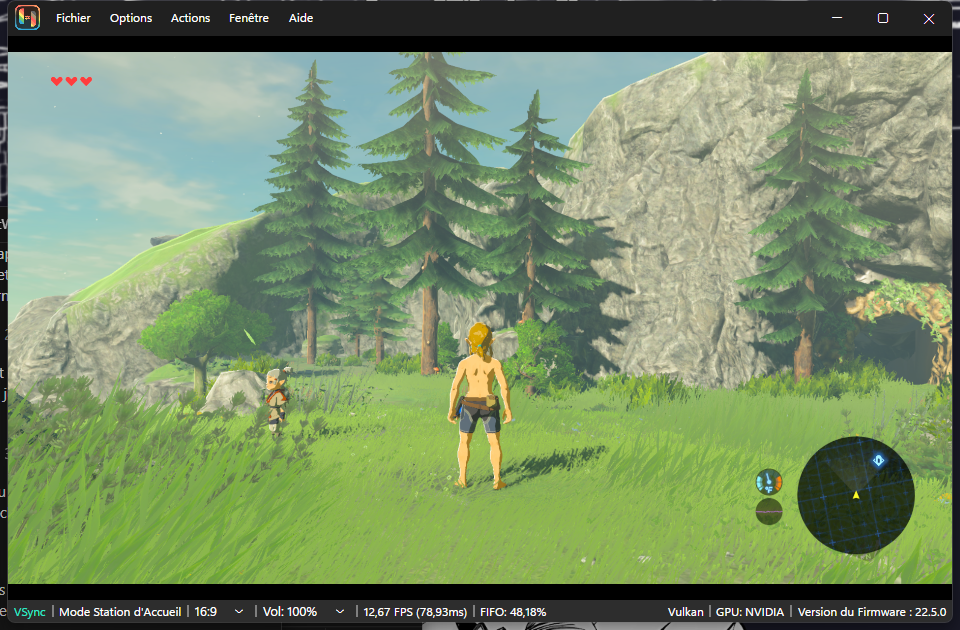 Fichier Options Actions Fenêtre Aide
VSync | Mode Station d'Accueil | 16:9 | Vol: 100% | 12,67 FPS (78,93ms) | FIFO: 48,18% Vulkan | GPU: NVIDIA | Version du Firmware : 22.5.0